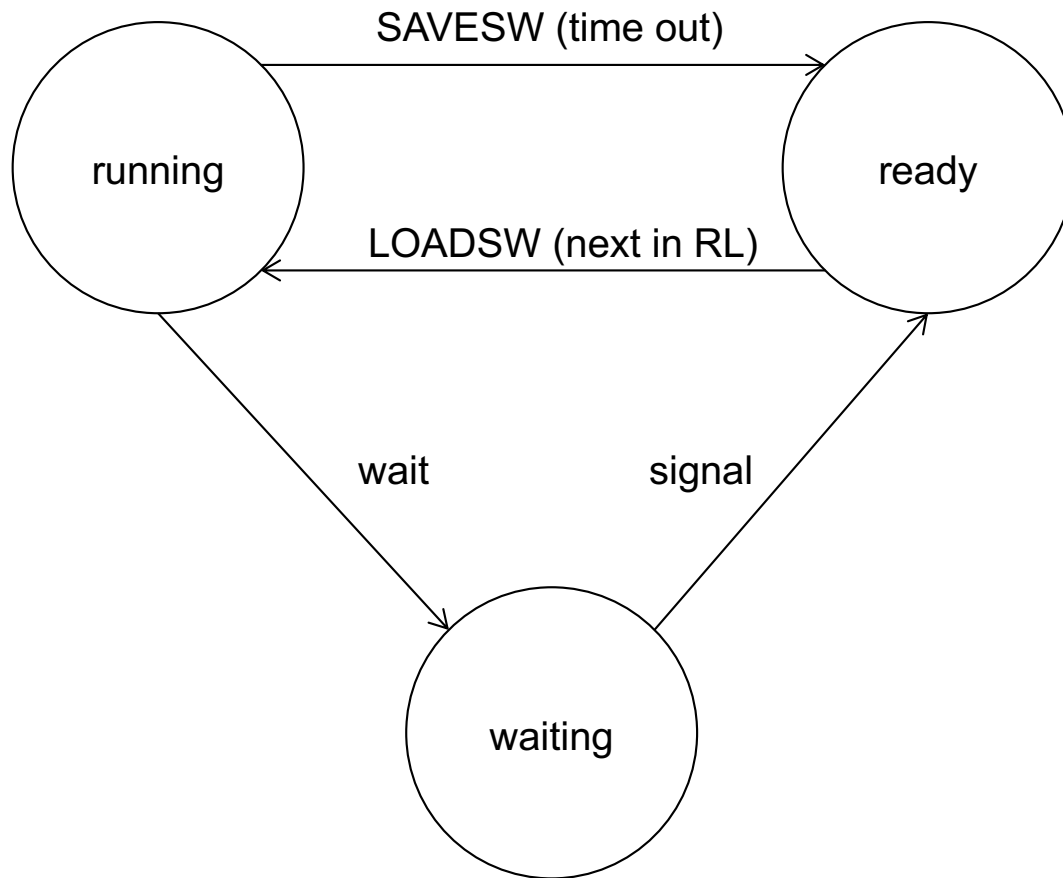 SAVESW (time out)
running
ready
LOADSW (next in RL)
wait
signal
waiting